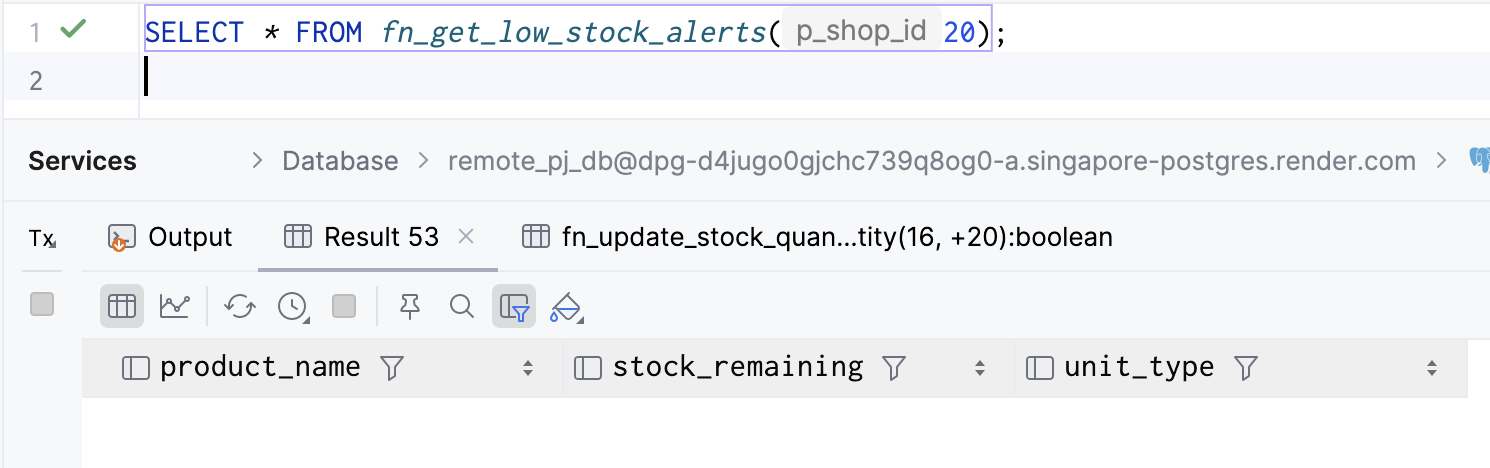 1 SELECT * FROM fn_get_low_stock_alerts( p_shop_id 20);
2
Services > Database > remote_pj_db@dpg-d4jugo0gjchc739q8og0-a.singapore-postgres.render.com >
Tx Output Result 53 × fn_update_stock_quan...tity(16, +20):boolean
product_name stock_remaining unit_type